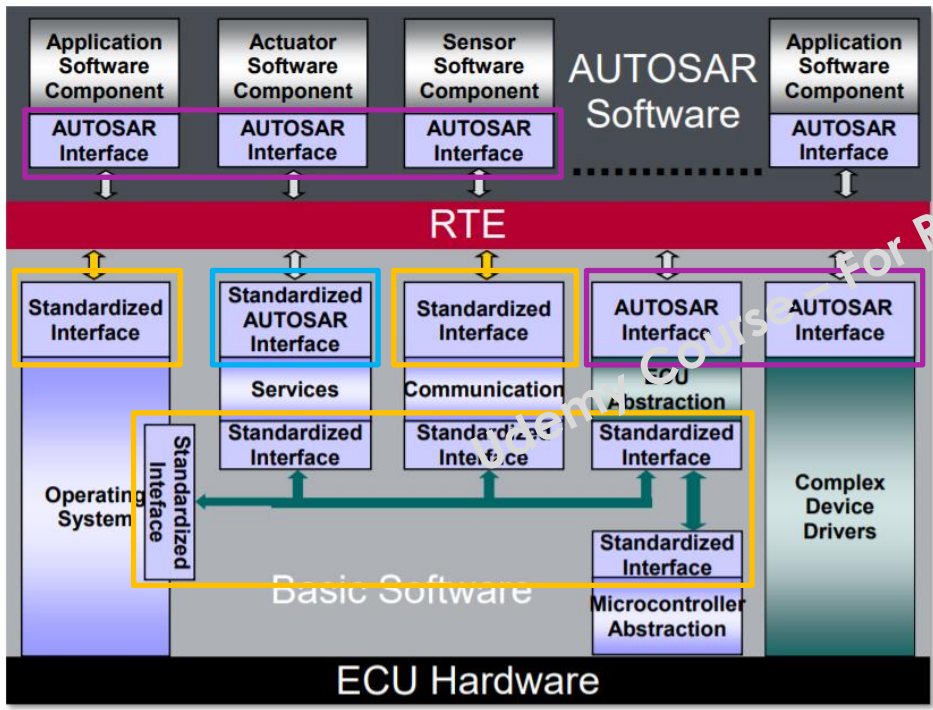 Application
Software
Component
AUTOSAR
Interface
Actuator
Software
Component
AUTOSAR
Interface
Sensor
Software
Component
AUTOSAR
Interface
AUTOSAR
Software
Application
Software
Component
AUTOSAR
Interface
RTE
Standardized
Interface
Standardized
AUTOSAR
Interface
Standardized
Interface
AUTOSAR
Interface
AUTOSAR
Interface
Services
Communication
ECU
Abstraction
Standardized
Interface
Standardized
Interface
Standardized
Interface
Operating
System
Standardized
Inteface
Complex
Device
Drivers
Standardized
Interface
Basic Software
Microcontroller
Abstraction
ECU Hardware
Udemy Course – For